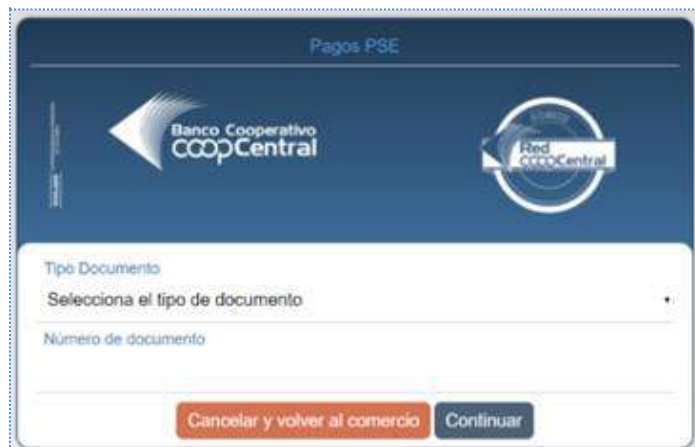 Pagos PSE
Banco Cooperativo
coopCentral
Red
coopCentral
Tipo Documento
Selecciona el tipo de documento
Número de documento
Cancelar y volver al comercio
Continuar